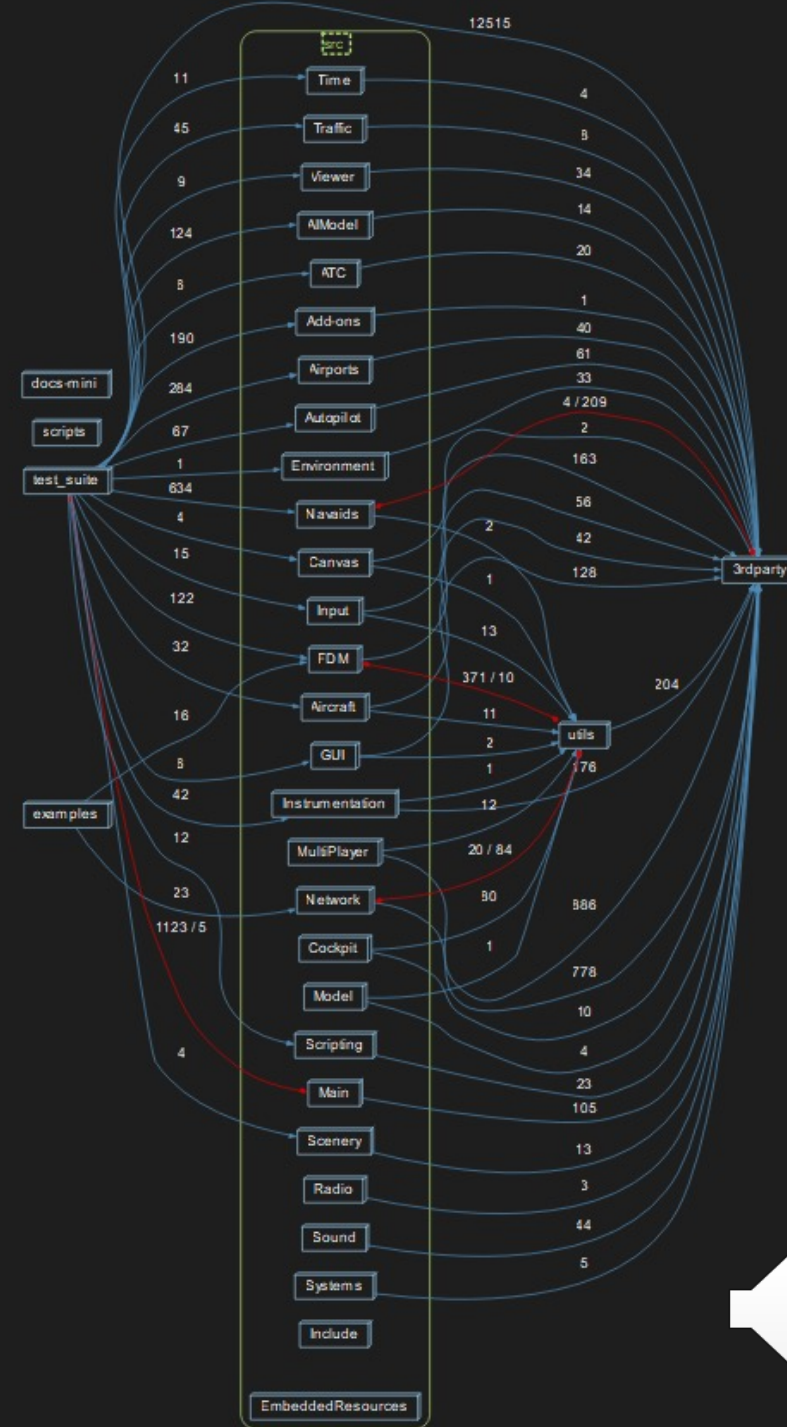 12515
src
11
Time
4
45
Traffic
8
9
Viewer
34
124
AIModel
14
8
ATC
20
190
Add-ons
1
284
Airports
40
67
Autopilot
61
33
4 / 209
docs-mini
scripts
test_suite
1
Environment
2
634
Navaids
163
4
Canvas
2
56
15
Input
1
42
122
FDM
13
128
3rdparty
32
Aircraft
371 / 10
204
16
GUI
11
utils
8
2
42
Instrumentation
1
176
examples
12
12
MultiPlayer
20 / 84
23
Network
80
886
1123 / 5
Cockpit
1
778
Model
10
4
Scripting
4
23
Main
105
Scenery
13
Radio
3
Sound
44
Systems
5
Include
EmbeddedResources